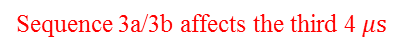 Sequence 3a/3b affects the third 4 μs